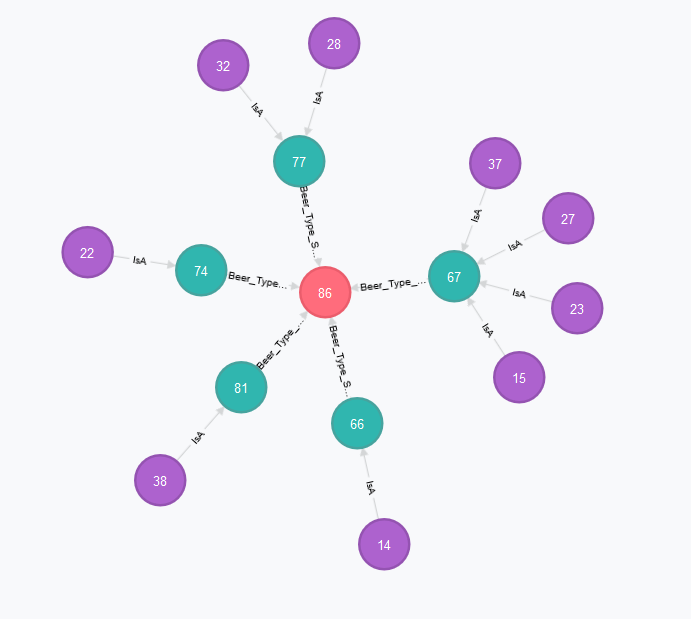 28
32
IsA
IsA
77
37
Beer_Type_S...
IsA
27
IsA
22
IsA
74
Beer_Type...
86
Beer_Type_...
67
IsA
23
Beer_Type_...
Beer_Type_S...
IsA
15
81
66
IsA
38
IsA
14